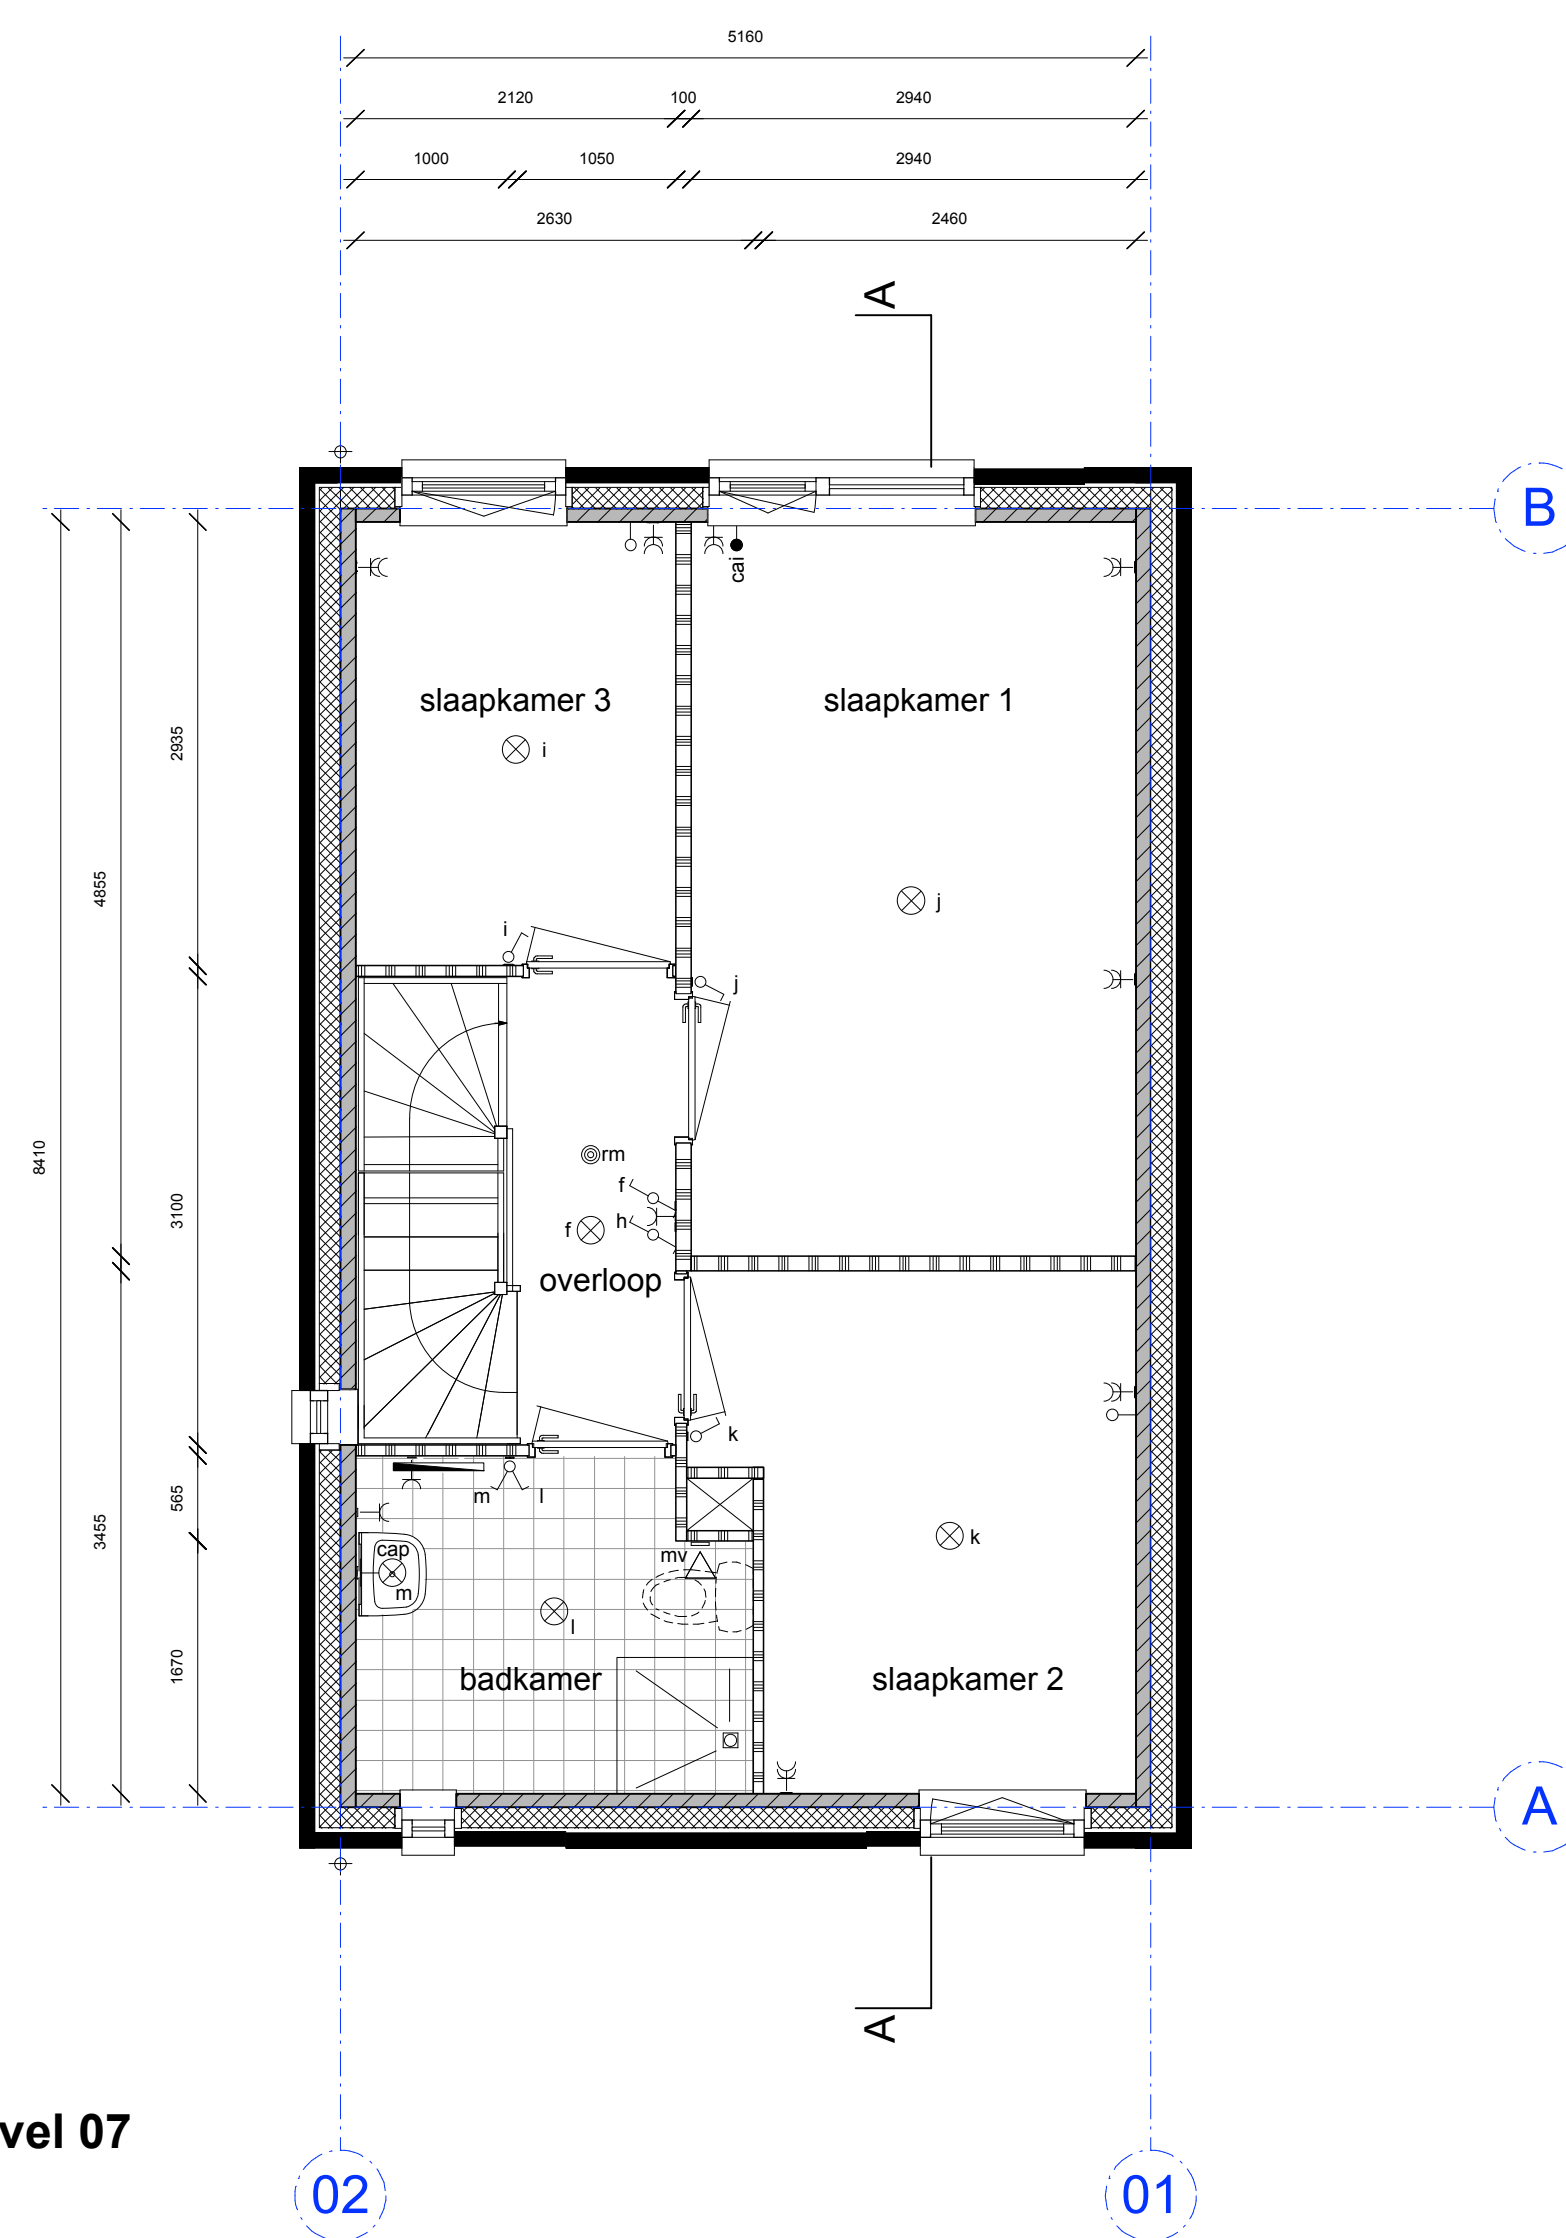 5160
2120 100 2940
1000 1050 2940
2630 2460
A
B
cai
slaapkamer 3 slaapkamer 1
i
2935
4855
j
i
j
8410
rm
3100
f
f h
overloop
k
565
m l
3455
cap
mv
k
m
l
1670
badkamer slaapkamer 2
A
A
vel 07
02 01